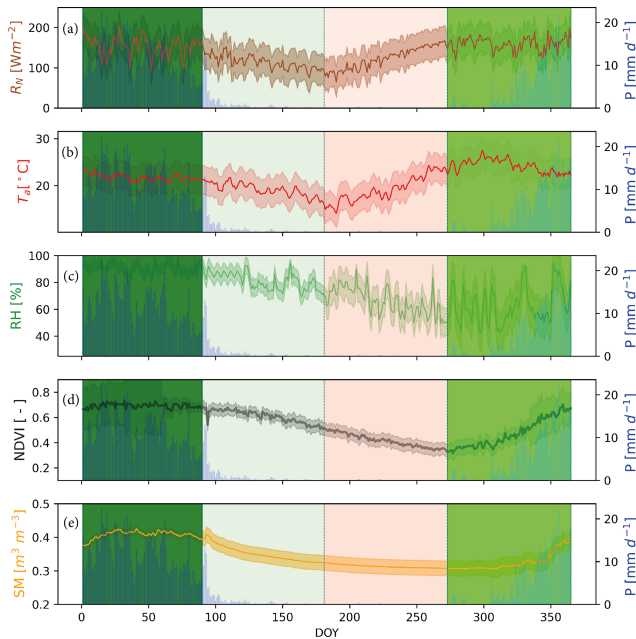 (a)
R_N [Wm⁻²]
200
100
0
20
10
0
P [mm d⁻¹]
(b)
T_a[°C]
30
20
20
10
0
P [mm d⁻¹]
(c)
RH [%]
100
80
60
40
20
10
0
P [mm d⁻¹]
(d)
NDVI [ - ]
0.8
0.6
0.4
0.2
20
10
0
P [mm d⁻¹]
(e)
SM [m³ m⁻³]
0.5
0.4
0.3
0.2
20
10
0
P [mm d⁻¹]
0 50 100 150 200 250 300 350
DOY